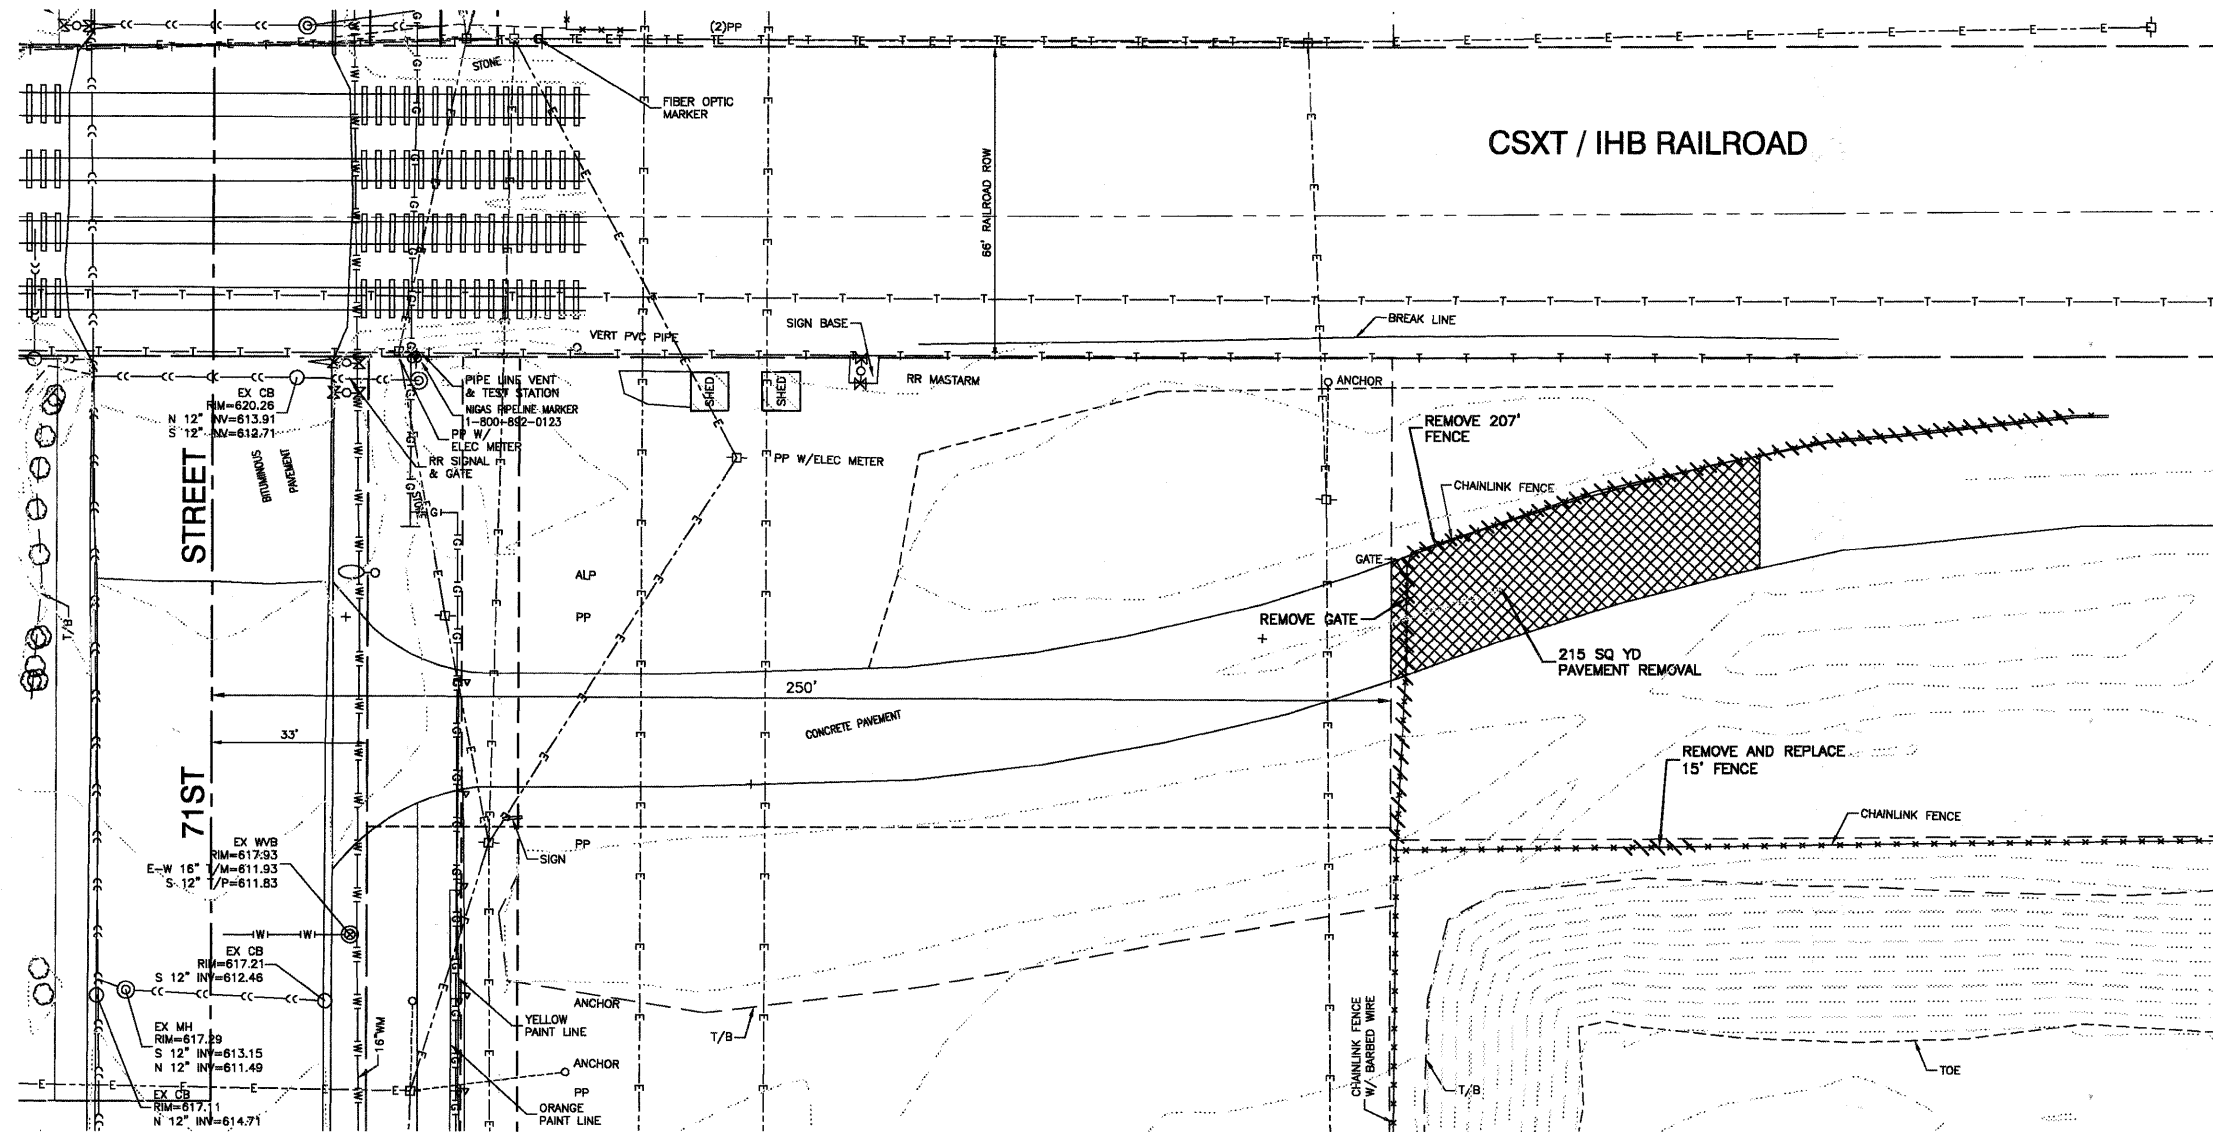 (2)PP
STONE
FIBER OPTIC
MARKER
CSXT / IHB RAILROAD
66' RAILROAD ROW
BREAK LINE
SIGN BASE
VERT PVC PIPE
RR MASTARM
SHED
SHED
ANCHOR
PIPE LINE VENT
& TEST STATION
NIGAS PIPELINE MARKER
1-800-892-0123
PP W/
ELEC METER
RR SIGNAL
& GATE
STONE
EX CB
RIM=620.26
N 12" INV=613.91
S 12" INV=612.71
BITUMINOUS
PAVEMENT
71ST STREET
PP W/ELEC METER
REMOVE 207'
FENCE
CHAINLINK FENCE
GATE
REMOVE GATE
215 SQ YD
PAVEMENT REMOVAL
ALP
PP
T/B
250'
33'
CONCRETE PAVEMENT
REMOVE AND REPLACE
15' FENCE
CHAINLINK FENCE
EX WVB
RIM=617.93
E-W 16" T/M=611.93
S 12" T/P=611.83
PP
SIGN
EX CB
RIM=617.21
S 12" INV=612.46
EX MH
RIM=617.29
S 12" INV=613.15
N 12" INV=611.49
EX CB
RIM=617.11
N 12" INV=614.71
16"WM
ANCHOR
YELLOW
PAINT LINE
T/B
ANCHOR
PP
ORANGE
PAINT LINE
CHAINLINK FENCE
W/ BARBED WIRE
T/B
TOE